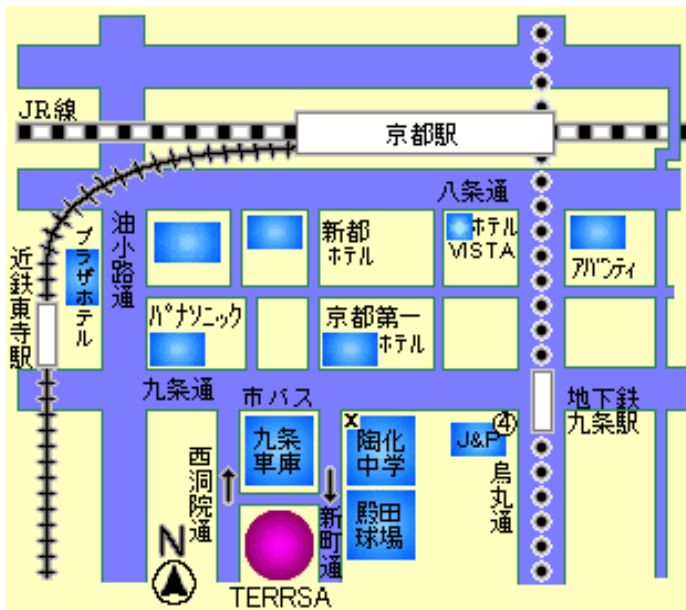 JR線
京都駅
八条通
油小路通
プラザホテル
近鉄東寺駅
新都
ホテル
ホテル
VISTA
アバンティ
パナソニック
京都第一
ホテル
九条通
市バス
九条
車庫
西洞院通
x
陶化
中学
④
J&P
地下鉄
九条駅
烏丸通
新町通
殿田
球場
N
TERRSA